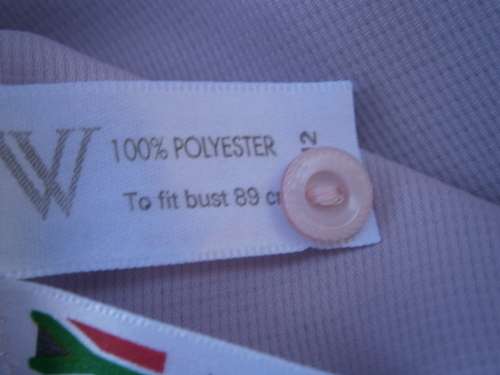 W
100% POLYESTER
To fit bust 89 c
12